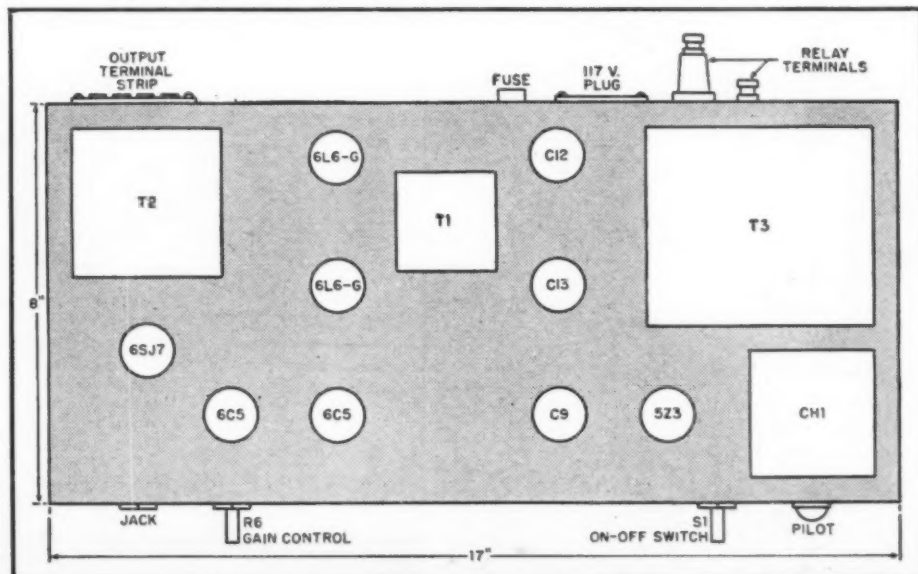 OUTPUT
TERMINAL
STRIP
FUSE
117 V.
PLUG
RELAY
TERMINALS
T2
6L6-G
T1
C12
T3
8"
6L6-G
C13
6SJ7
6C5
6C5
C9
5Z3
CH1
JACK
R6
GAIN CONTROL
S1
ON-OFF SWITCH
PILOT
17"